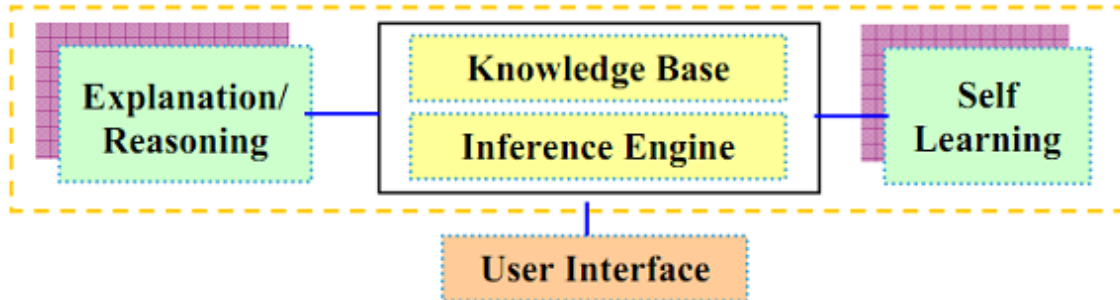 Explanation/
Reasoning
Knowledge Base
Inference Engine
Self
Learning
User Interface